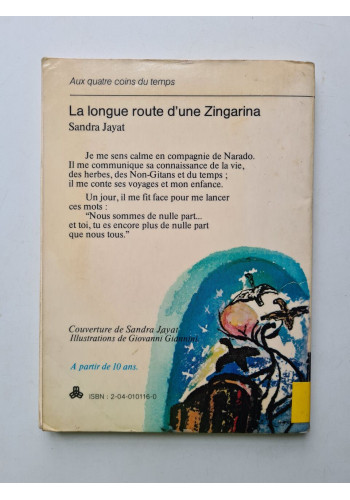 Aux quatre coins du temps
La longue route d'une Zingarina
Sandra Jayat
Je me sens calme en compagnie de Narado.
Il me communique sa connaissance de la vie,
des herbes, des Non-Gitans et du temps ;
il me conte ses voyages et mon enfance.
Un jour, il me fit face pour me lancer
ces mots :
"Nous sommes de nulle part...
et toi, tu es encore plus de nulle part
que nous tous."
Couverture de Sandra Jayat
Illustrations de Giovanni Giannini
A partir de 10 ans.
ISBN : 2-04-010116-0